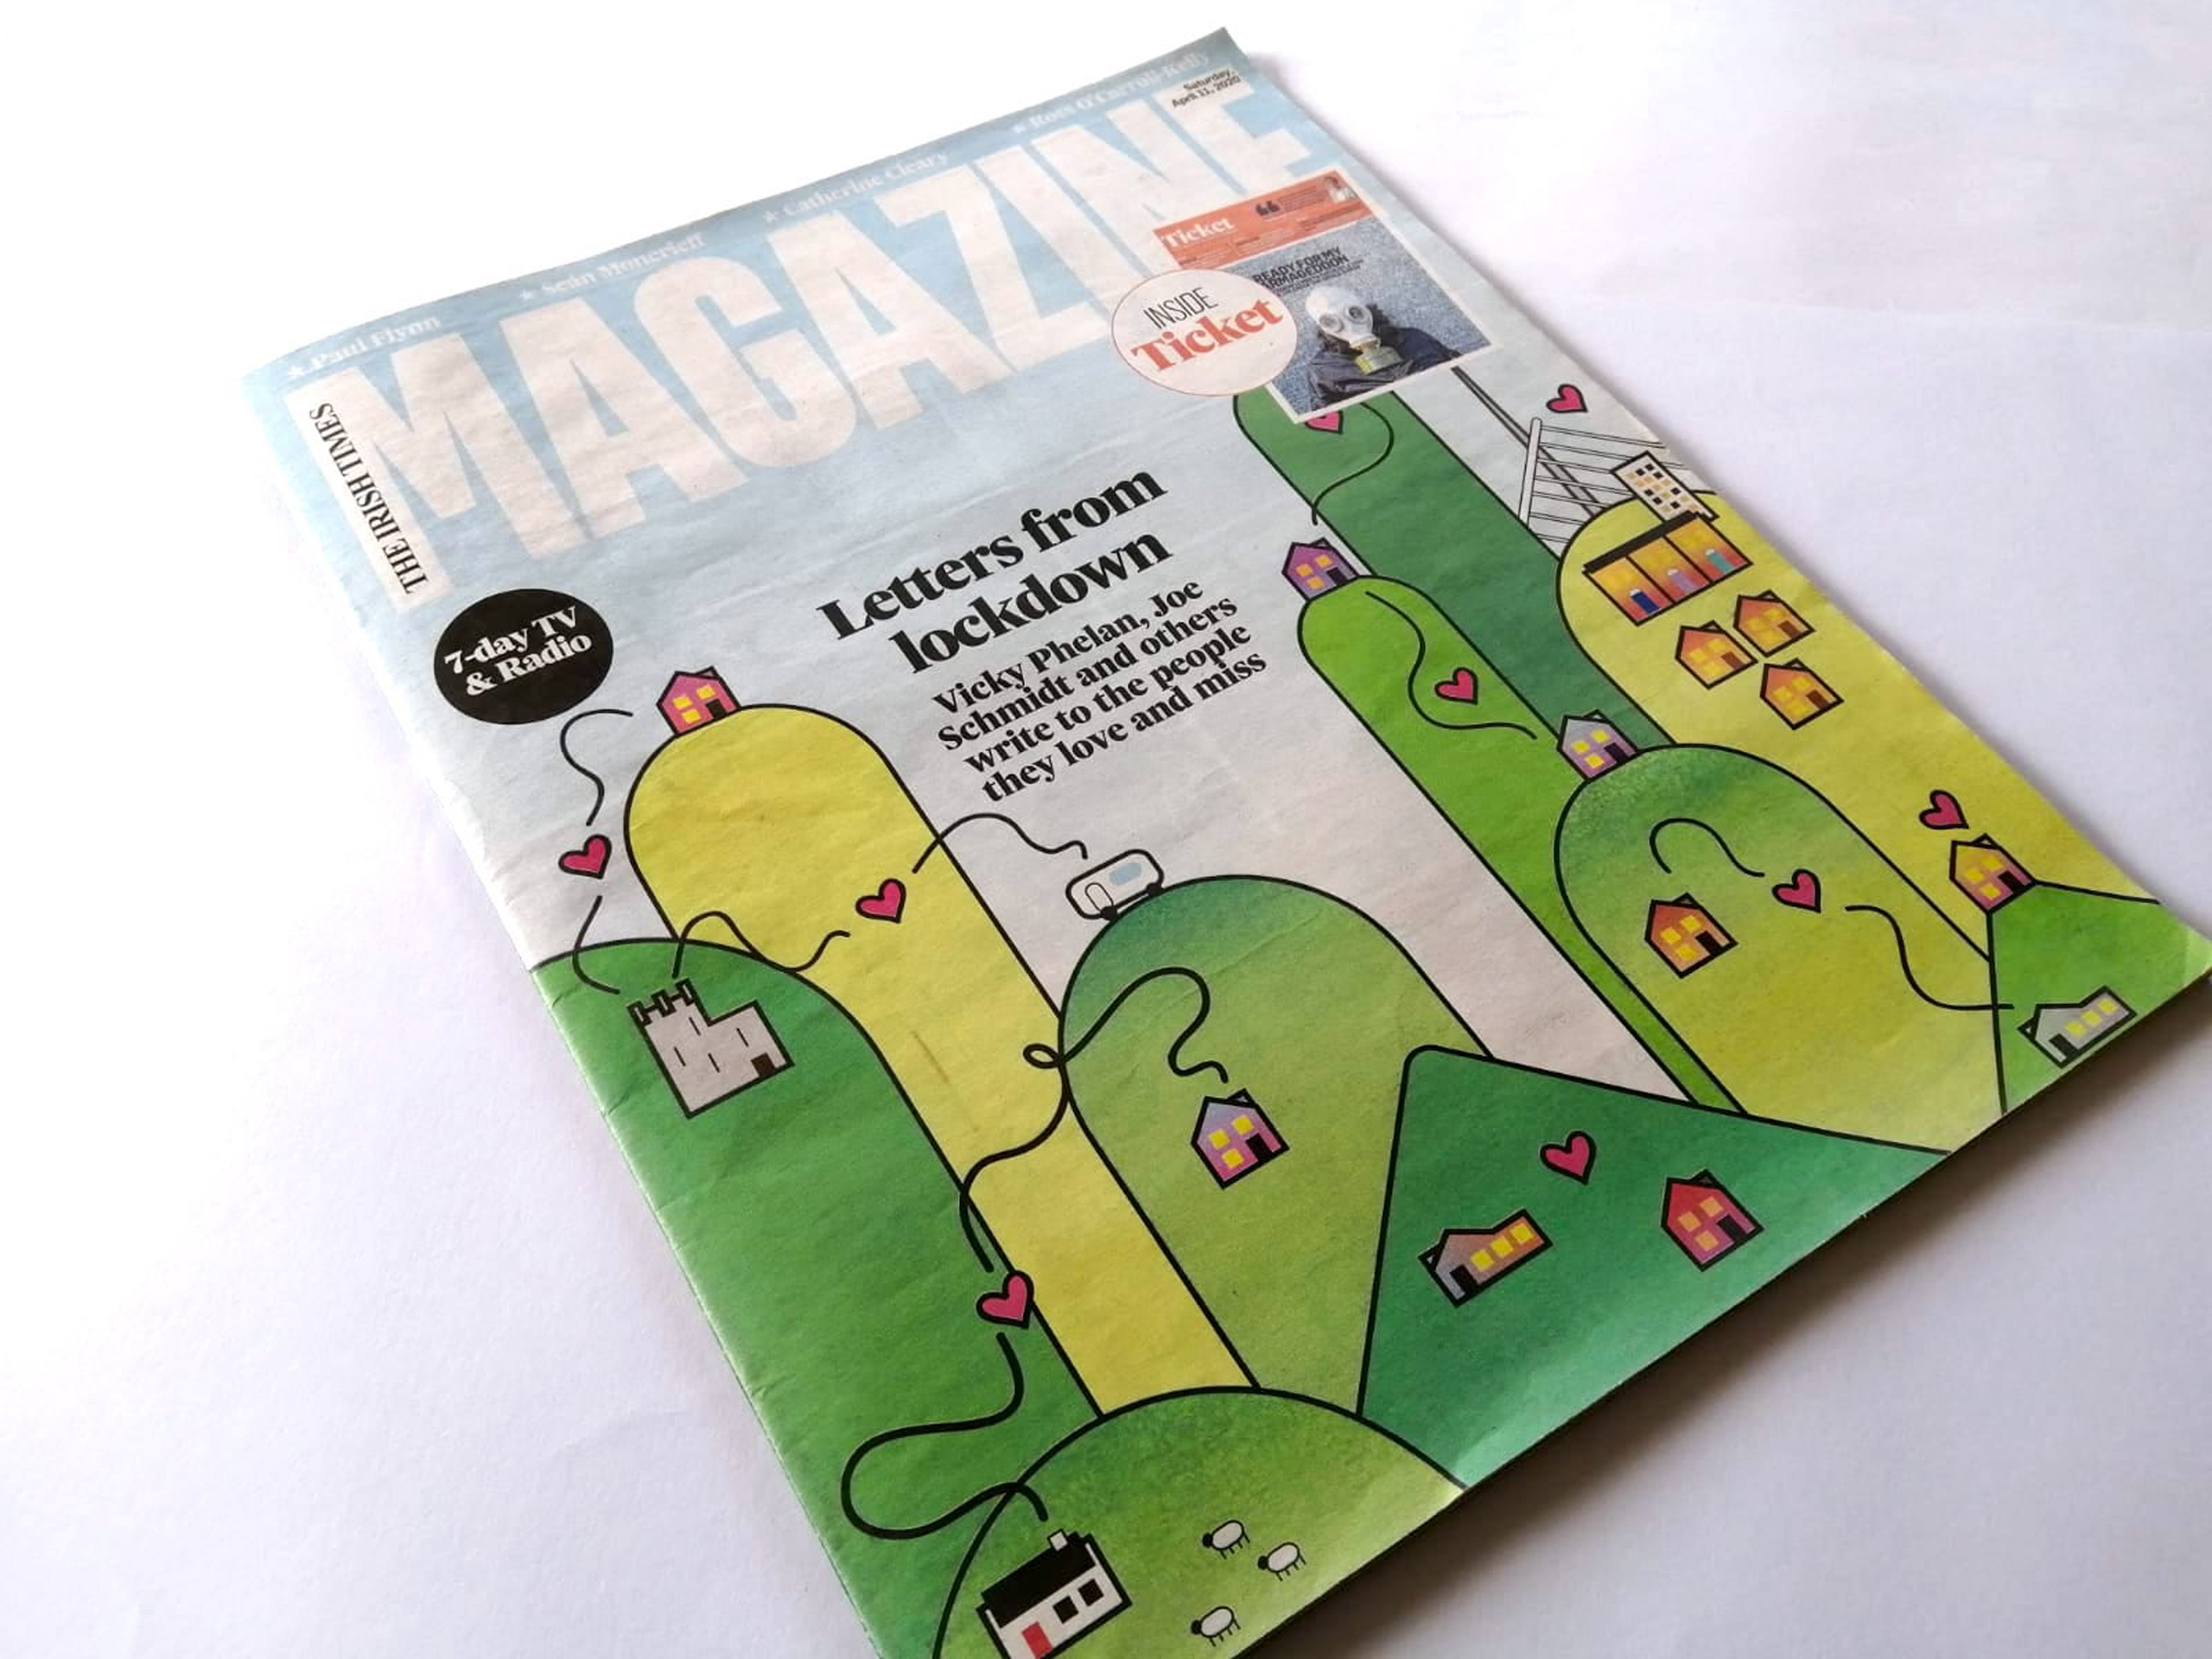 ★ Paul Flynn ★ Seán Moncrieff ★ Catherine Cleary ★ Ross O'Carroll-Kelly
Saturday,
April 11, 2020
THE IRISH TIMES
MAGAZINE
Ticket
READY FOR MY
ARMAGEDDON
INSIDE
Ticket
7-day TV
& Radio
Letters from
lockdown
Vicky Phelan, Joe
Schmidt and others
write to the people
they love and miss